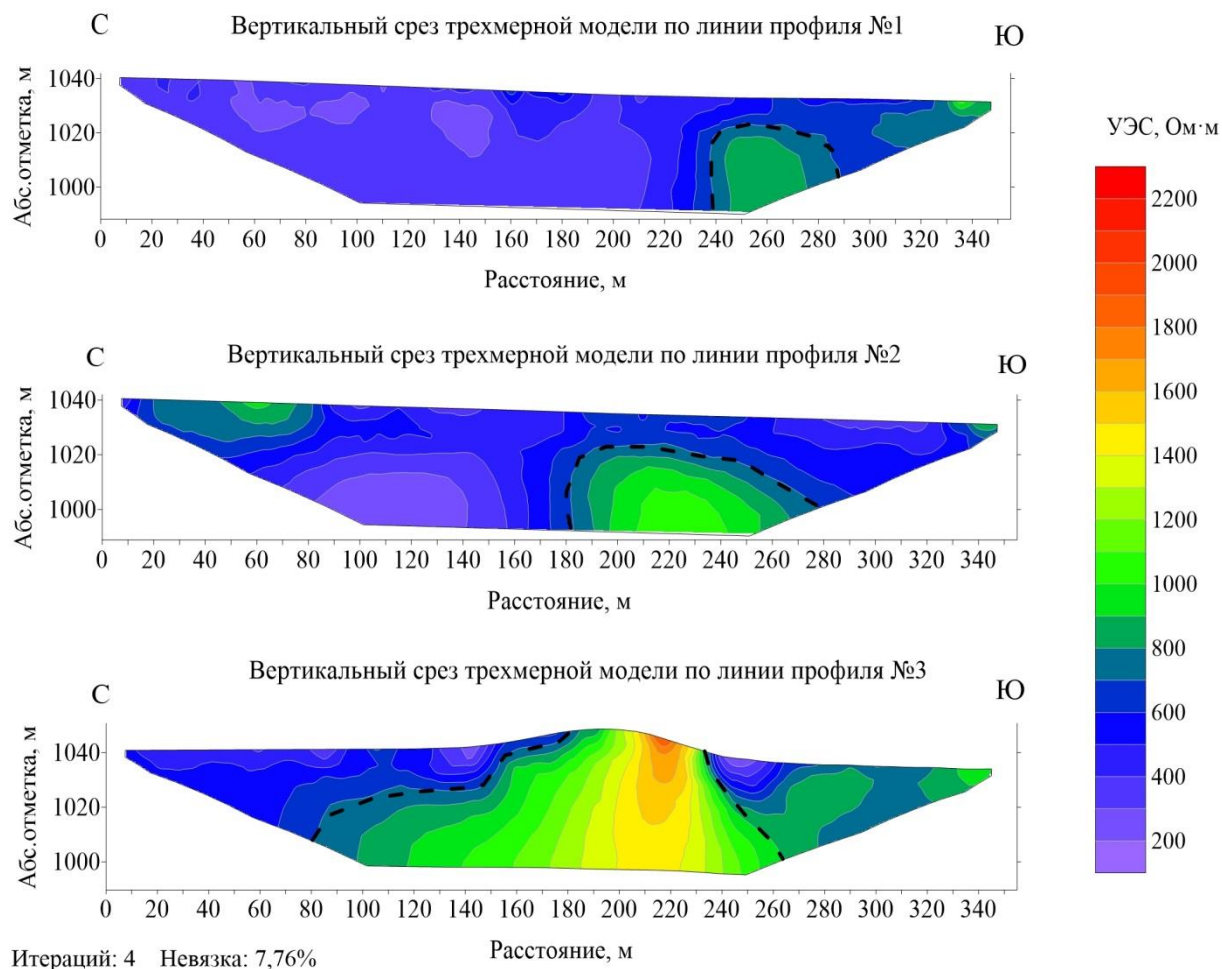 С Вертикальный срез трехмерной модели по линии профиля №1 Ю
Абс.отметка, м
1040
1020
1000
0 20 40 60 80 100 120 140 160 180 200 220 240 260 280 300 320 340
Расстояние, м
С Вертикальный срез трехмерной модели по линии профиля №2 Ю
Абс.отметка, м
1040
1020
1000
0 20 40 60 80 100 120 140 160 180 200 220 240 260 280 300 320 340
Расстояние, м
С Вертикальный срез трехмерной модели по линии профиля №3 Ю
Абс.отметка, м
1040
1020
1000
0 20 40 60 80 100 120 140 160 180 200 220 240 260 280 300 320 340
Расстояние, м
Итераций: 4 Невязка: 7,76%
УЭС, Ом·м
2200
2000
1800
1600
1400
1200
1000
800
600
400
200